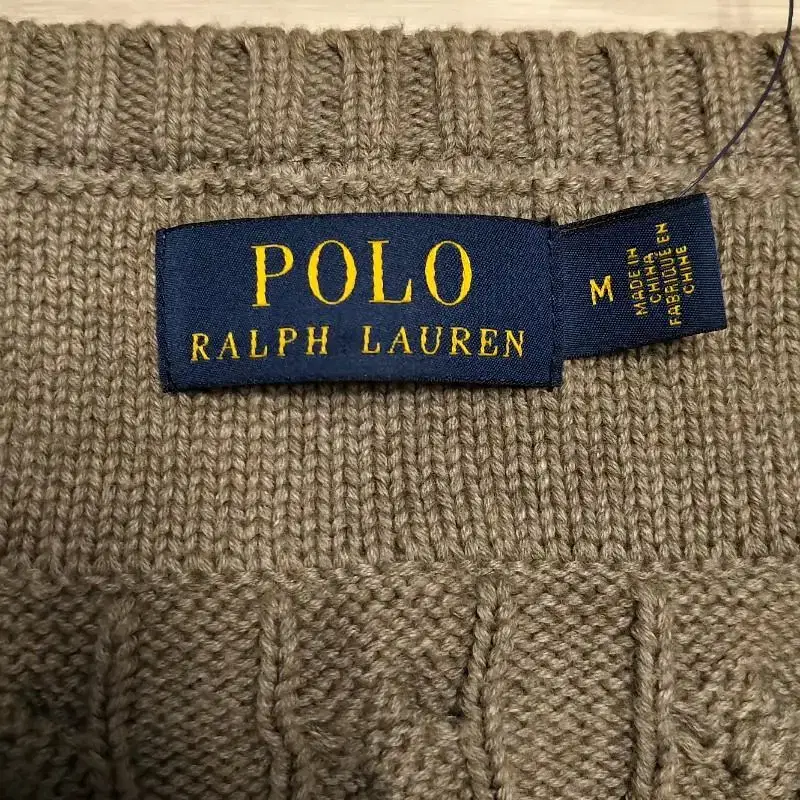 POLO
RALPH LAUREN
M
MADE IN
CHINA
FABRIQUÉ EN
CHINE